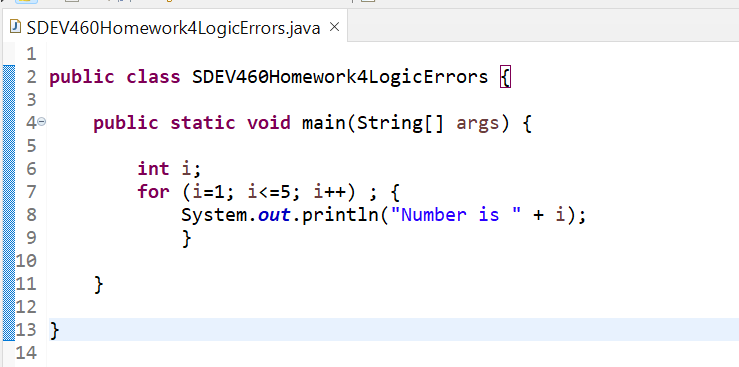 SDEV460Homework4LogicErrors.java
1
2 public class SDEV460Homework4LogicErrors {
3
4 public static void main(String[] args) {
5
6 int i;
7 for (i=1; i<=5; i++) ; {
8 System.out.println("Number is " + i);
9 }
10
11 }
12
13 }
14